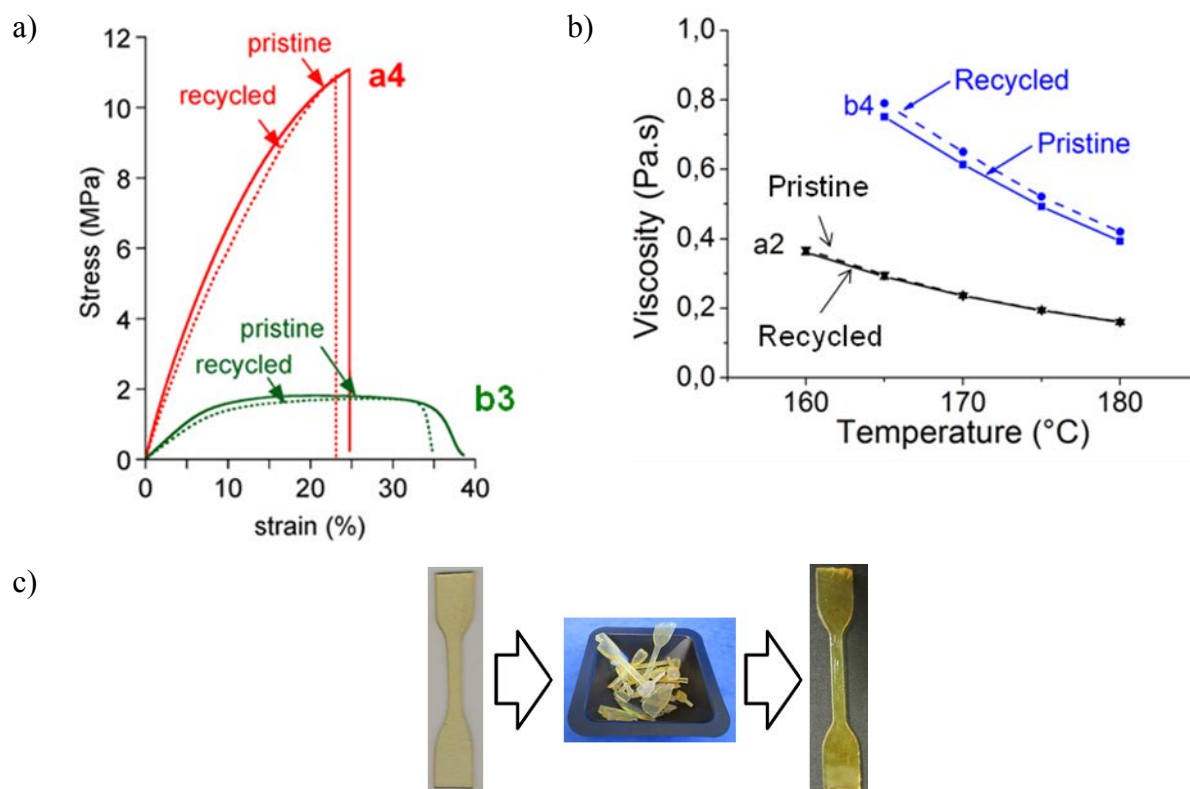 a)
12
10
8
6
4
2
0
Stress (MPa)
pristine
recycled
a4
pristine
recycled
b3
0 10 20 30 40
strain (%)
b)
1,0
0,8
0,6
0,4
0,2
0,0
Viscosity (Pa.s)
b4
Recycled
Pristine
Pristine
a2
Recycled
160 170 180
Temperature (°C)
c)